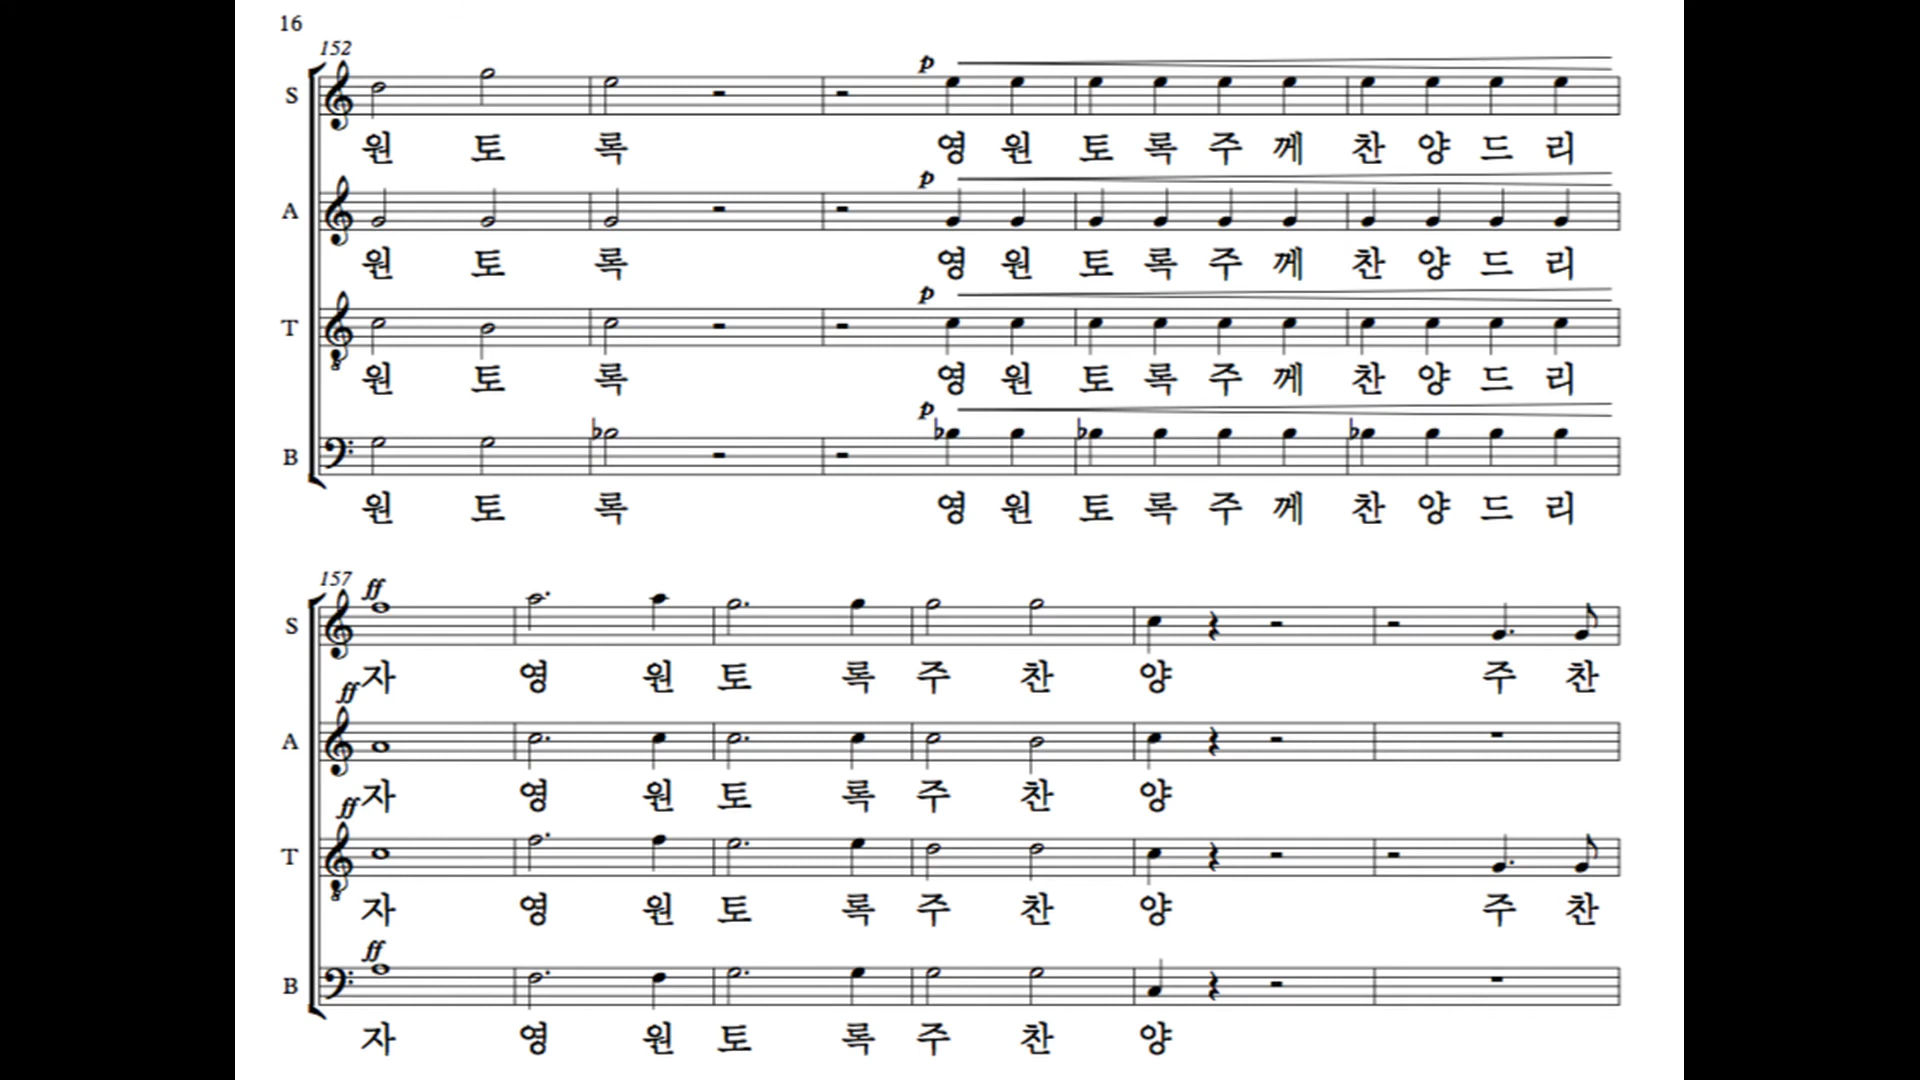 16
152
p
S
원 토 록 영 원 토 록 주 께 찬 양 드 리
p
A
원 토 록 영 원 토 록 주 께 찬 양 드 리
p
T
원 토 록 영 원 토 록 주 께 찬 양 드 리
p
B
원 토 록 영 원 토 록 주 께 찬 양 드 리
157
ff
S
자 영 원 토 록 주 찬 양 주 찬
ff
A
자 영 원 토 록 주 찬 양
ff
T
자 영 원 토 록 주 찬 양 주 찬
ff
B
자 영 원 토 록 주 찬 양